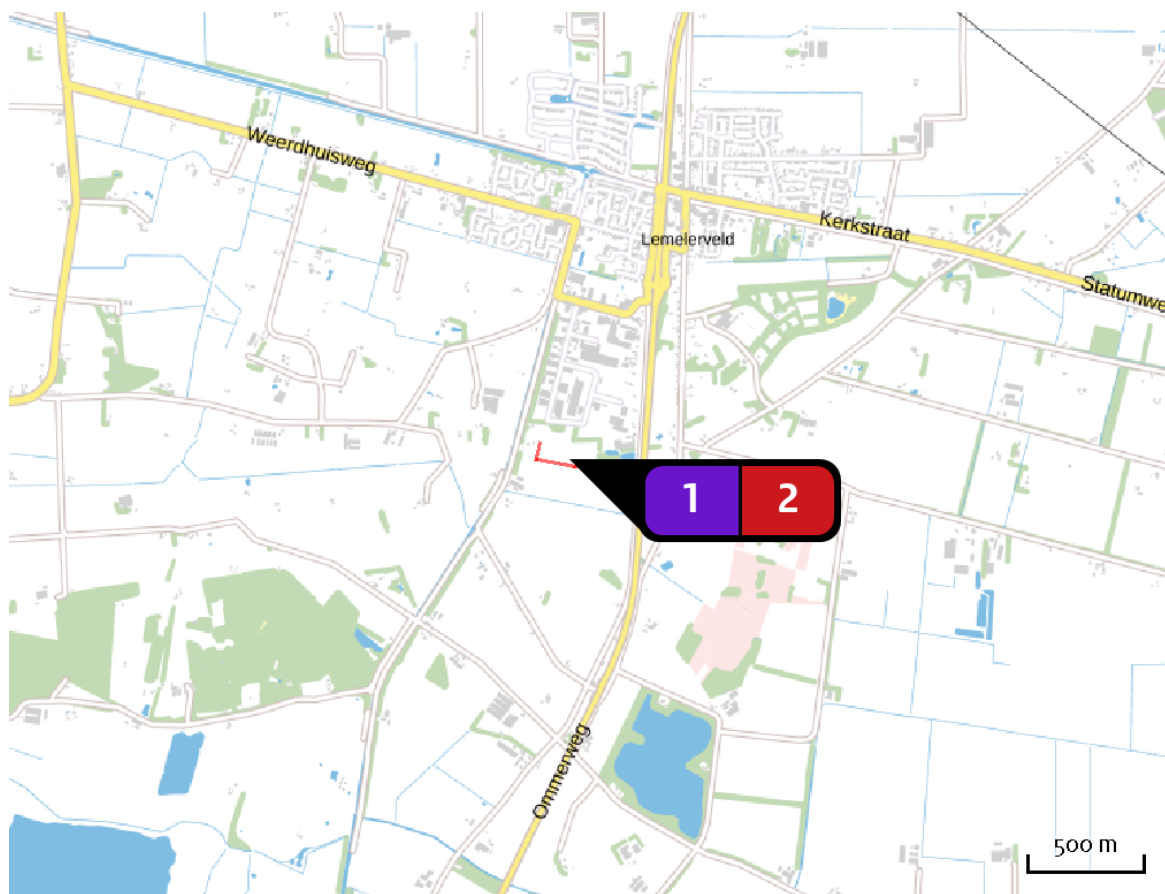 Weerdhuisweg
Kerkstraat
Lemelerveld
Statumwe
1 2
Ommerweg
500 m